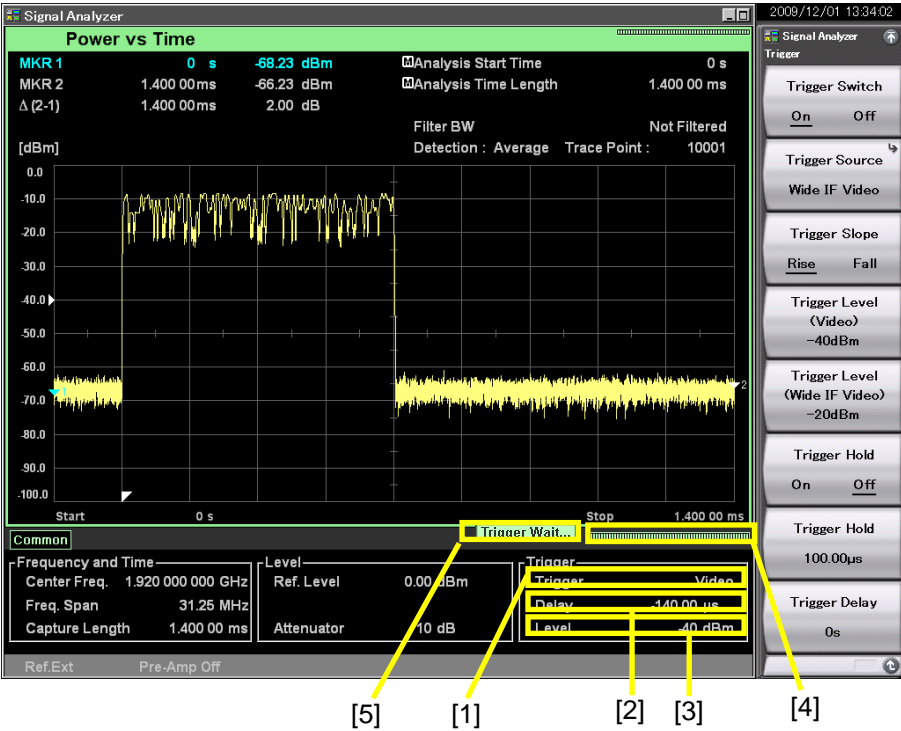 Signal Analyzer
2009/12/01 13:34:02
Power vs Time
MKR 1 0 s -68.23 dBm
MKR 2 1.400 00 ms -66.23 dBm
Δ (2-1) 1.400 00 ms 2.00 dB
M Analysis Start Time 0 s
M Analysis Time Length 1.400 00 ms
Filter BW Not Filtered
Detection : Average Trace Point : 10001
[dBm]
0.0
-10.0
-20.0
-30.0
-40.0
-50.0
-60.0
-70.0
-80.0
-90.0
-100.0
1
2
Start 0 s Stop 1.400 00 ms
Common
Trigger Wait...
Frequency and Time
Center Freq. 1.920 000 000 GHz
Freq. Span 31.25 MHz
Capture Length 1.400 00 ms
Level
Ref. Level 0.00 dBm
Attenuator 10 dB
Trigger
Trigger Video
Delay -140.00 µs
Level -40 dBm
Ref.Ext Pre-Amp Off
Signal Analyzer
Trigger
Trigger Switch
On Off
Trigger Source
Wide IF Video
Trigger Slope
Rise Fall
Trigger Level
(Video)
-40dBm
Trigger Level
(Wide IF Video)
-20dBm
Trigger Hold
On Off
Trigger Hold
100.00µs
Trigger Delay
0s
[5] [1] [2] [3] [4]